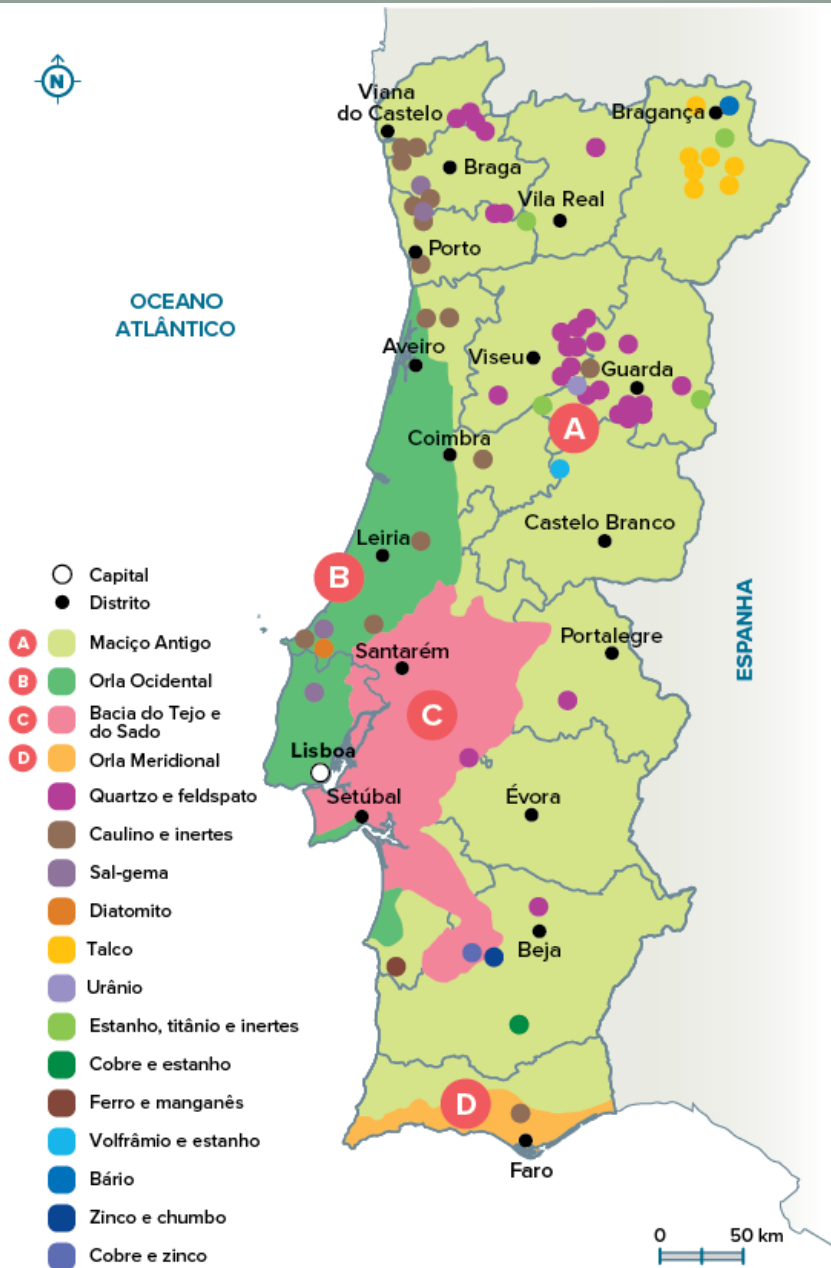 N
Viana
do Castelo
Bragança
Braga
Vila Real
Porto
OCEANO
ATLÂNTICO
Aveiro
Viseu
Guarda
A
Coimbra
Castelo Branco
Leiria
B
Capital
Distrito
A Maciço Antigo
B Orla Ocidental
C Bacia do Tejo e
do Sado
D Orla Meridional
Quartzo e feldspato
Caulino e inertes
Sal-gema
Diatomito
Talco
Urânio
Estanho, titânio e inertes
Cobre e estanho
Ferro e manganês
Volfrâmio e estanho
Bário
Zinco e chumbo
Cobre e zinco
ESPANHA
Portalegre
Santarém
C
Lisboa
Setúbal
Évora
Beja
D
Faro
0 50 km